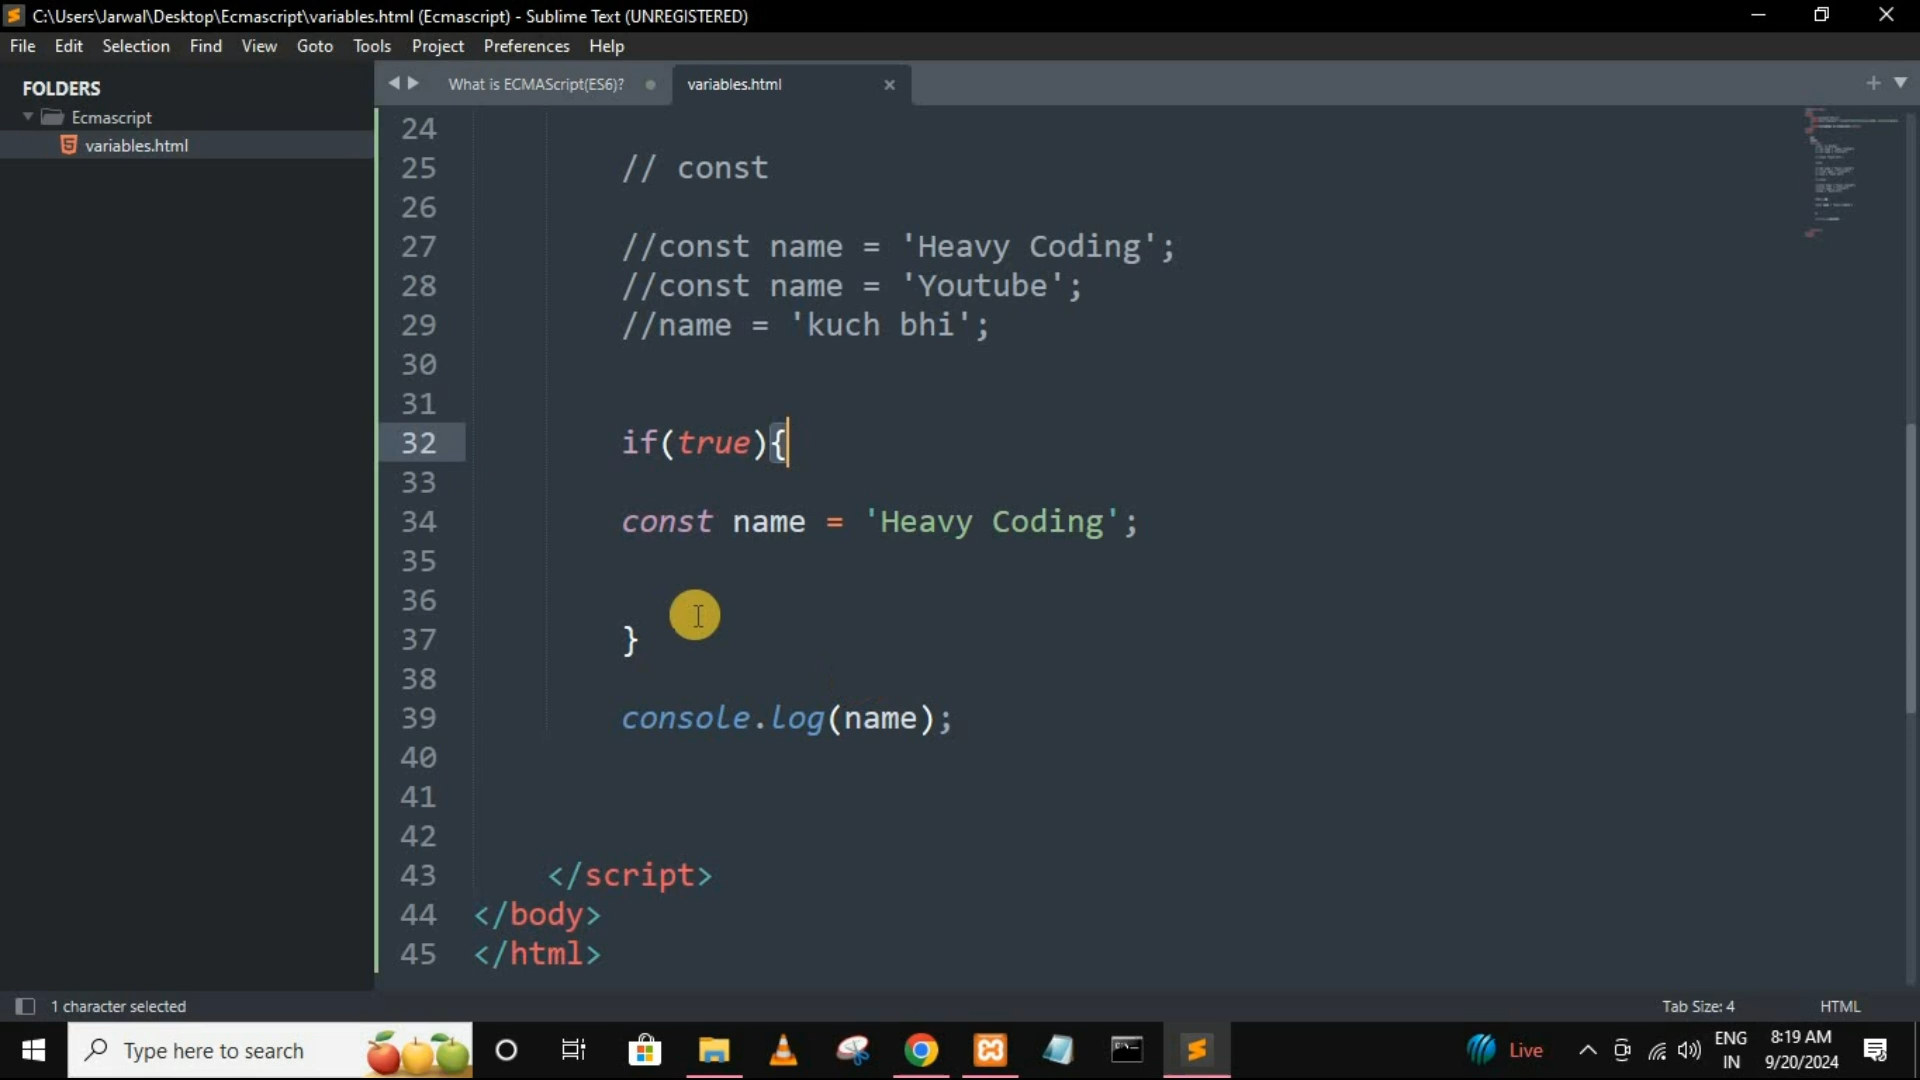 C:\Users\Jarwal\Desktop\Ecmascript\variables.html (Ecmascript) - Sublime Text (UNREGISTERED)
File Edit Selection Find View Goto Tools Project Preferences Help
FOLDERS
Ecmascript
variables.html
What is ECMAScript(ES6)?
variables.html
24
25 // const
26
27 //const name = 'Heavy Coding';
28 //const name = 'Youtube';
29 //name = 'kuch bhi';
30
31
32 if(true){
33
34 const name = 'Heavy Coding';
35
36
37 }
38
39 console.log(name);
40
41
42
43 </script>
44 </body>
45 </html>
1 character selected
Tab Size: 4
HTML
Type here to search
Live
ENG
IN
8:19 AM
9/20/2024